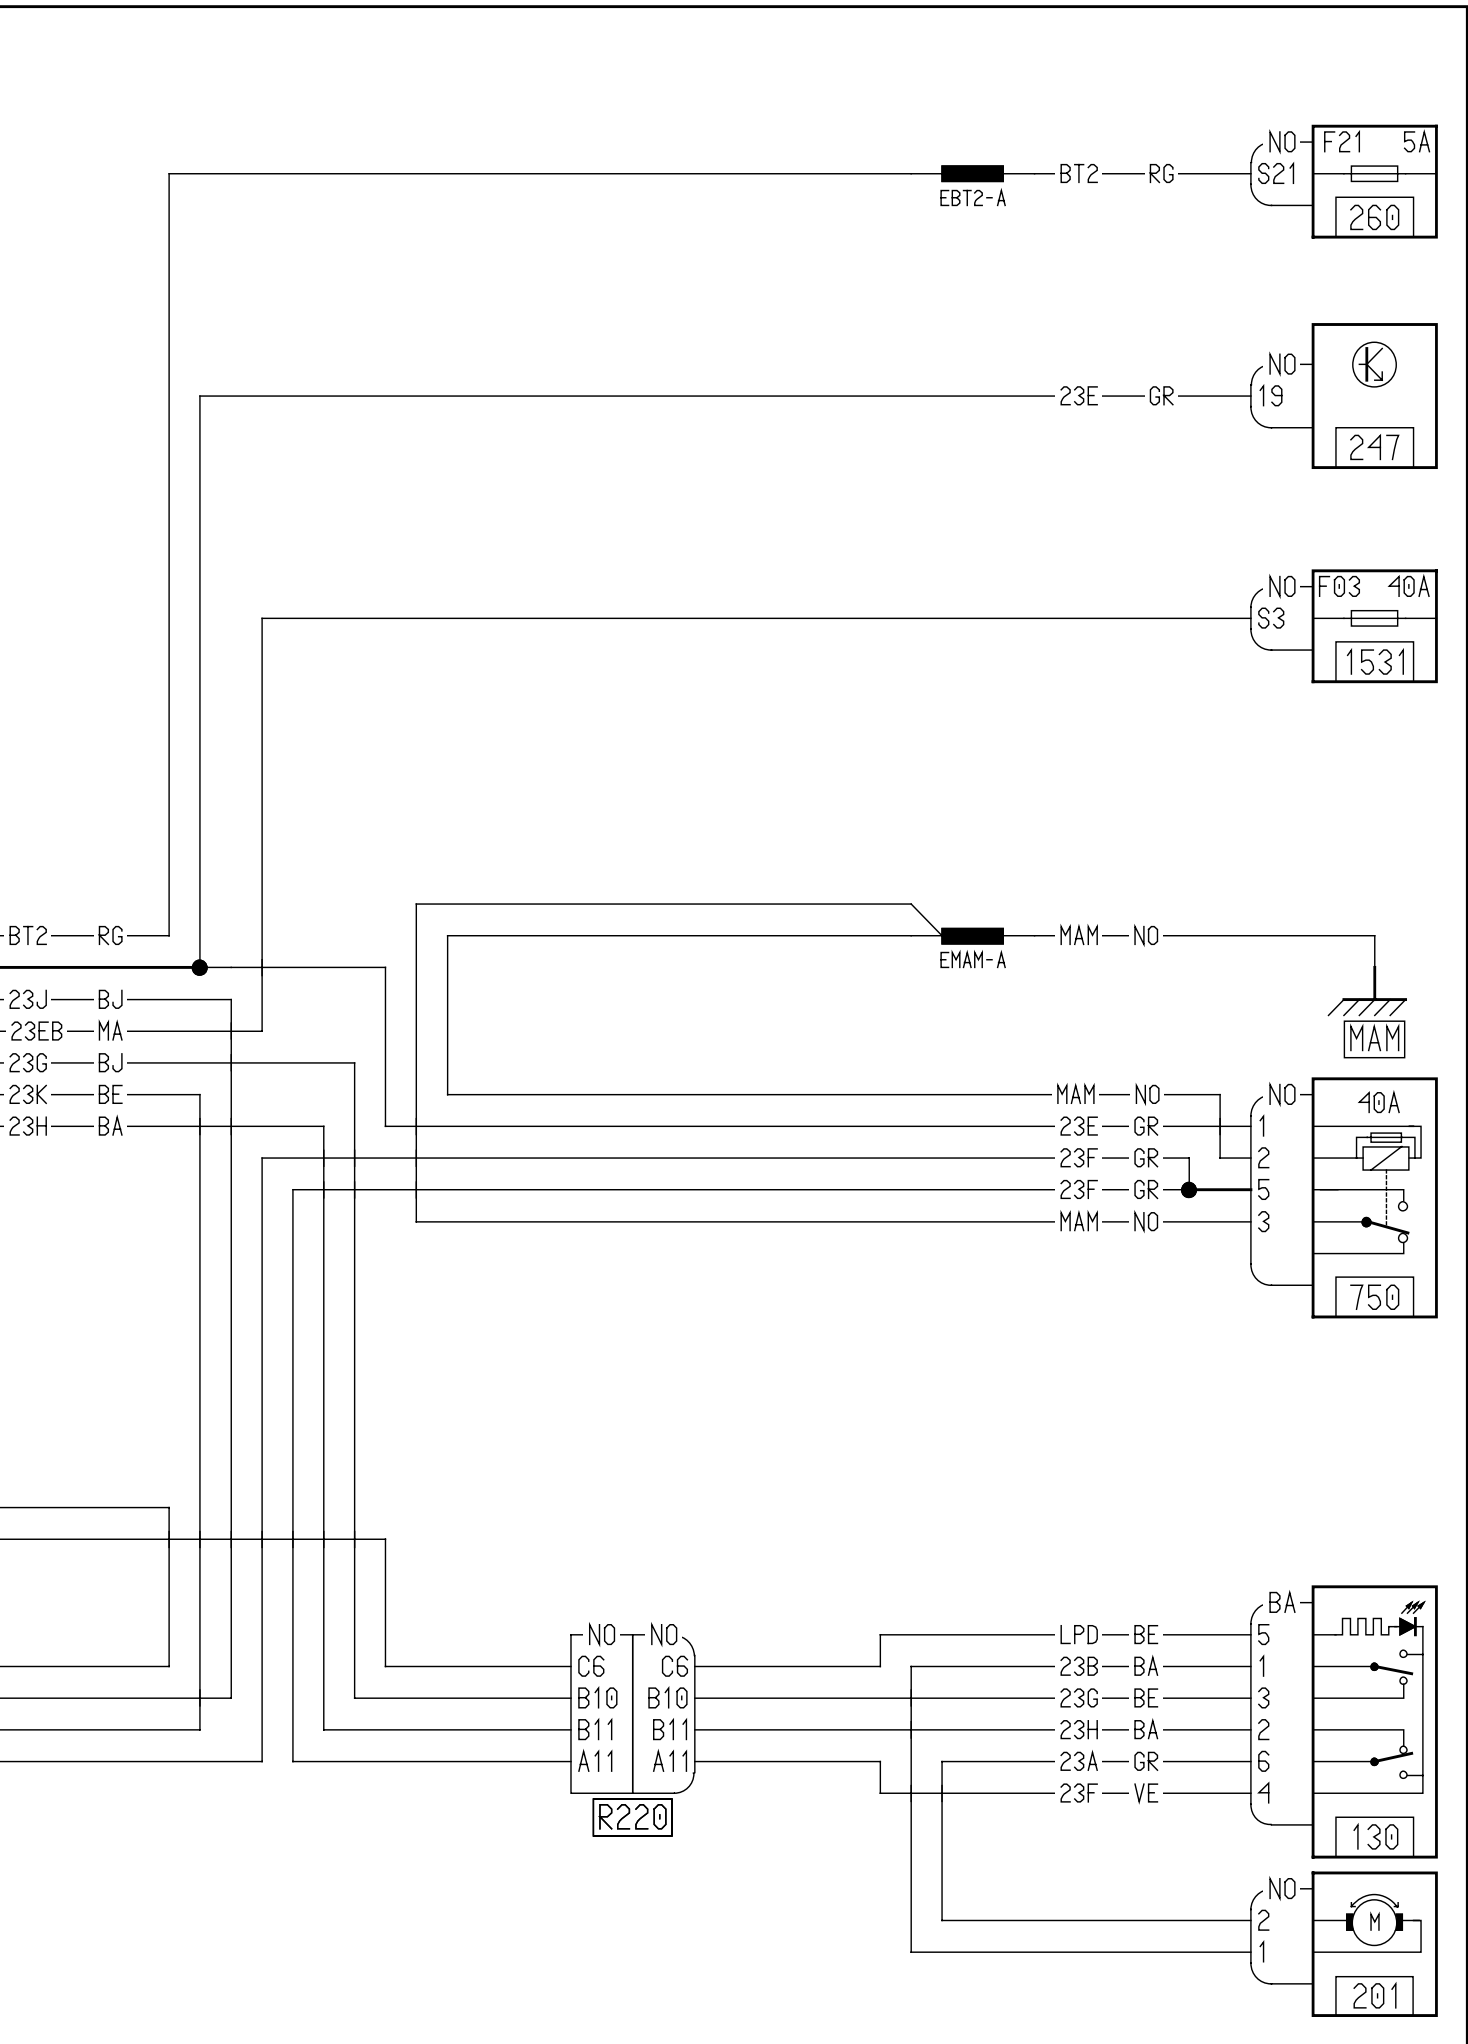 NO F21 5A
BT2 RG S21
EBT2-A
260
NO
23E GR 19
247
NO F03 40A
S3
1531
BT2 RG
MAM NO
EMAM-A
23J BJ
23EB MA
MAM
23G BJ
23K BE
MAM NO NO 40A
23H BA
23E GR 1
23F GR 2
23F GR 5
MAM NO 3
750
BA
NO NO
LPD BE 5
C6 C6
23B BA 1
B10 B10
23G BE 3
B11 B11
23H BA 2
A11 A11
23A GR 6
23F VE 4
R220
130
NO
2 M
1
201